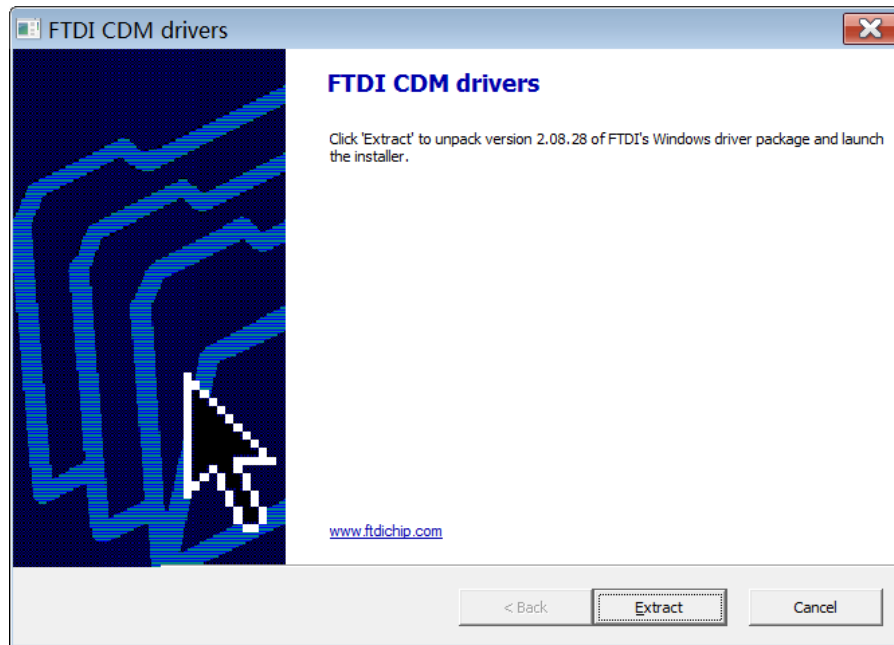 FTDI CDM drivers
FTDI CDM drivers
Click 'Extract' to unpack version 2.08.28 of FTDI's Windows driver package and launch
the installer.
www.ftdichip.com
< Back
Extract
Cancel